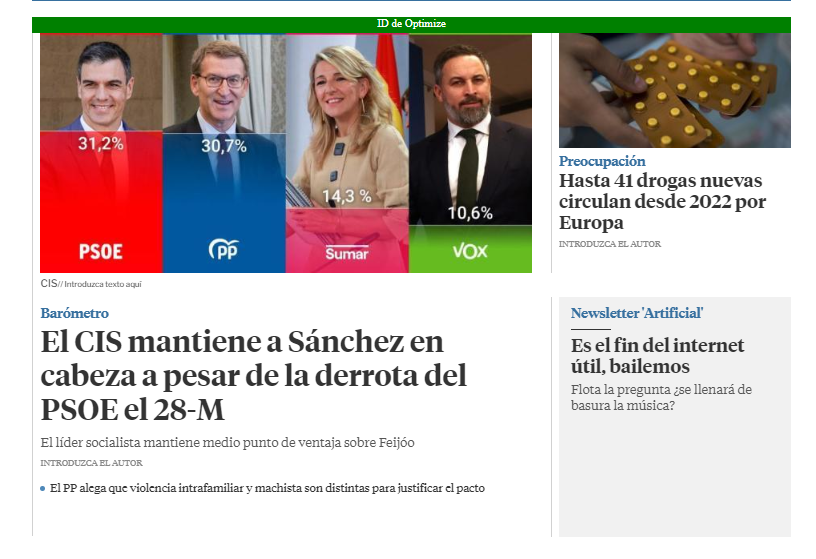 ID de Optimize
31,2%
30,7%
14,3 %
10,6%
PSOE
PP
Sumar
VOX
CIS// Introduzca texto aquí
Barómetro
El CIS mantiene a Sánchez en
cabeza a pesar de la derrota del
PSOE el 28-M
El líder socialista mantiene medio punto de ventaja sobre Feijóo
INTRODUZCA EL AUTOR
El PP alega que violencia intrafamiliar y machista son distintas para justificar el pacto
Preocupación
Hasta 41 drogas nuevas
circulan desde 2022 por
Europa
INTRODUZCA EL AUTOR
Newsletter 'Artificial'
Es el fin del internet
útil, bailemos
Flota la pregunta ¿se llenará de
basura la música?